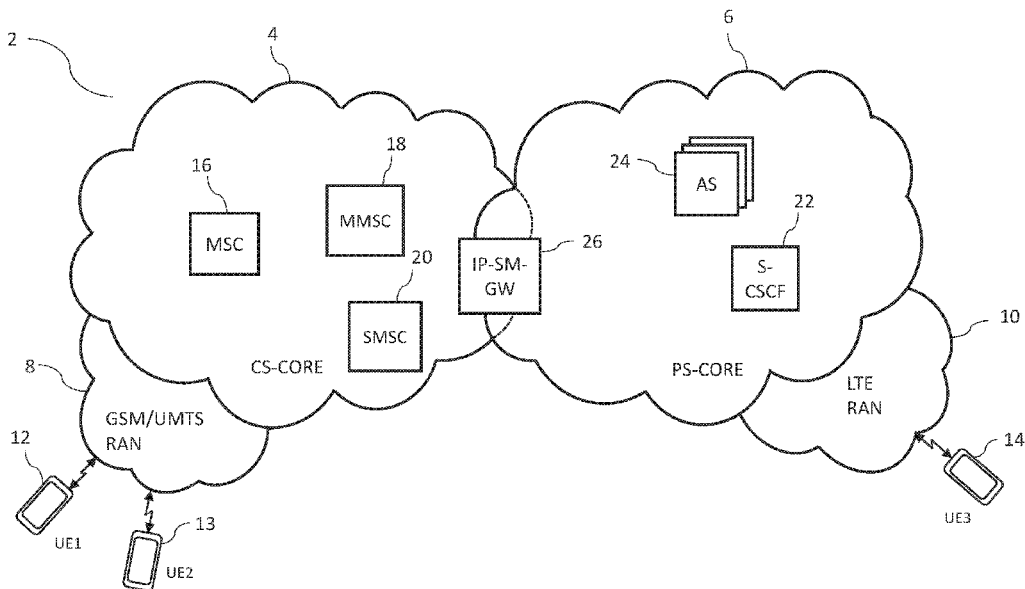 2
4
6
16
MSC
18
MMSC
20
SMSC
CS-CORE
IP-SM-
GW
26
24
AS
22
S-
CSCF
PS-CORE
10
LTE
RAN
8
GSM/UMTS
RAN
12
UE1
13
UE2
14
UE3